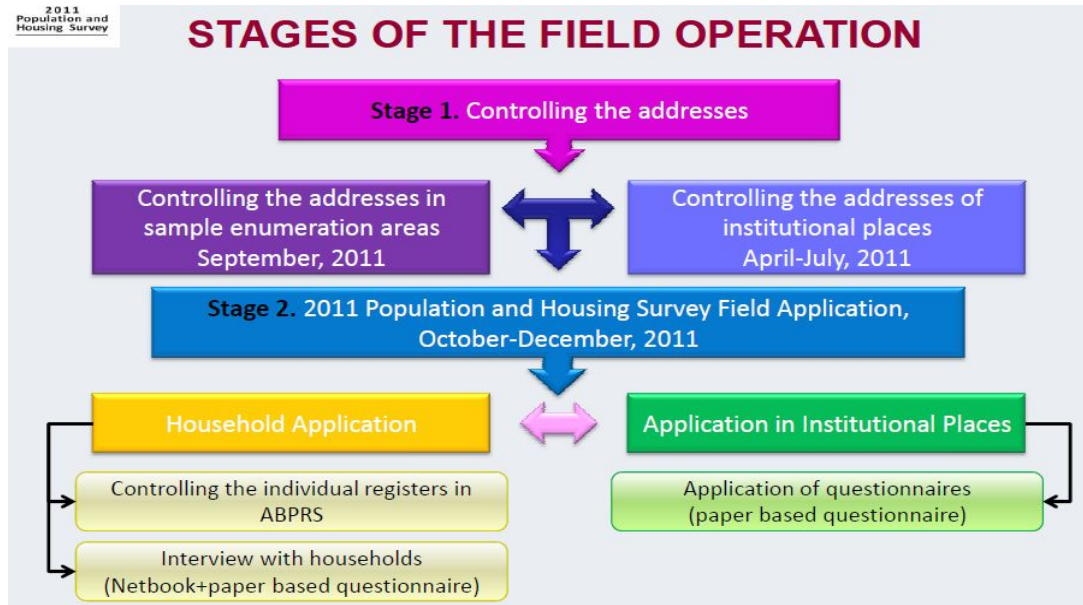 2011
Population and
Housing Survey
STAGES OF THE FIELD OPERATION
Stage 1. Controlling the addresses
Controlling the addresses in
sample enumeration areas
September, 2011
Controlling the addresses of
institutional places
April-July, 2011
Stage 2. 2011 Population and Housing Survey Field Application,
October-December, 2011
Household Application
Application in Institutional Places
Controlling the individual registers in
ABPRS
Application of questionnaires
(paper based questionnaire)
Interview with households
(Netbook+paper based questionnaire)